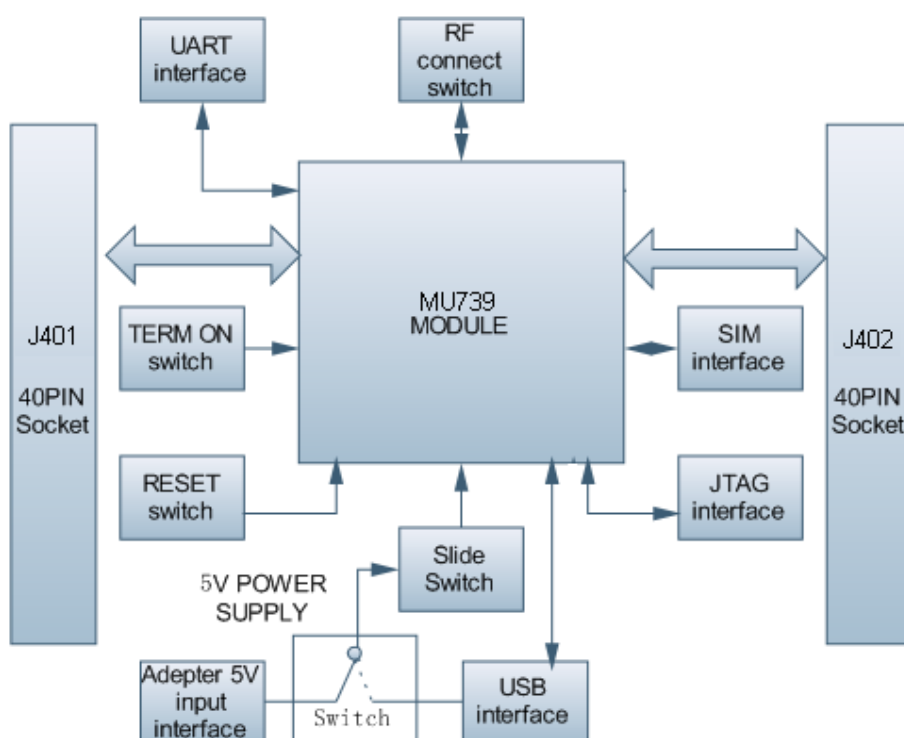 UART
interface
RF
connect
switch
J401
40PIN
Socket
TERM ON
switch
MU739
MODULE
SIM
interface
J402
40PIN
Socket
RESET
switch
JTAG
interface
Slide
Switch
5V POWER
SUPPLY
Adepter 5V
input
interface
Switch
USB
interface